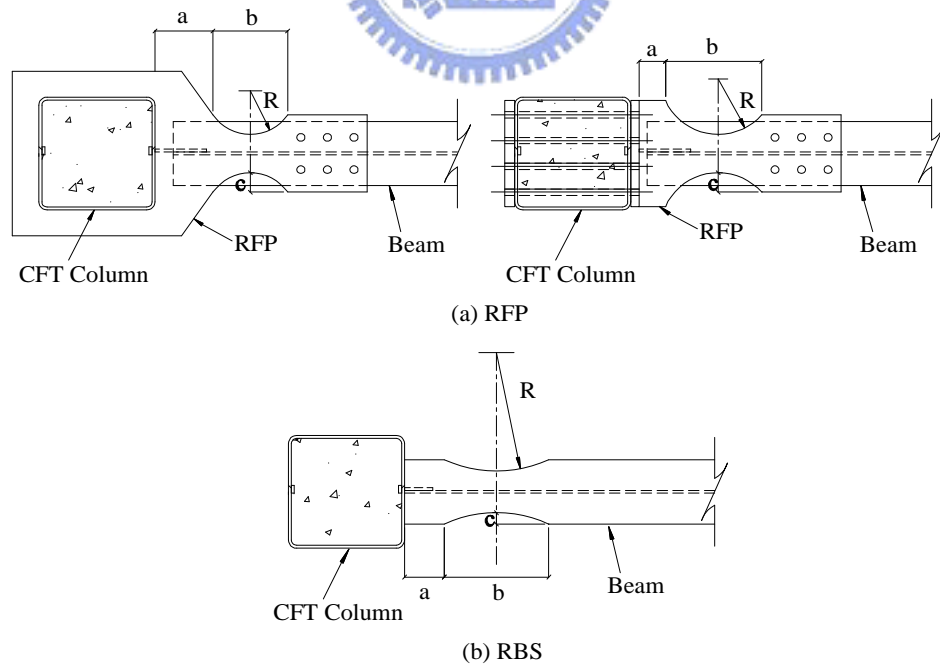 a b
R
c
RFP
Beam
CFT Column
a b
R
c
RFP
Beam
CFT Column
(a) RFP
R
c
a b
Beam
CFT Column
(b) RBS